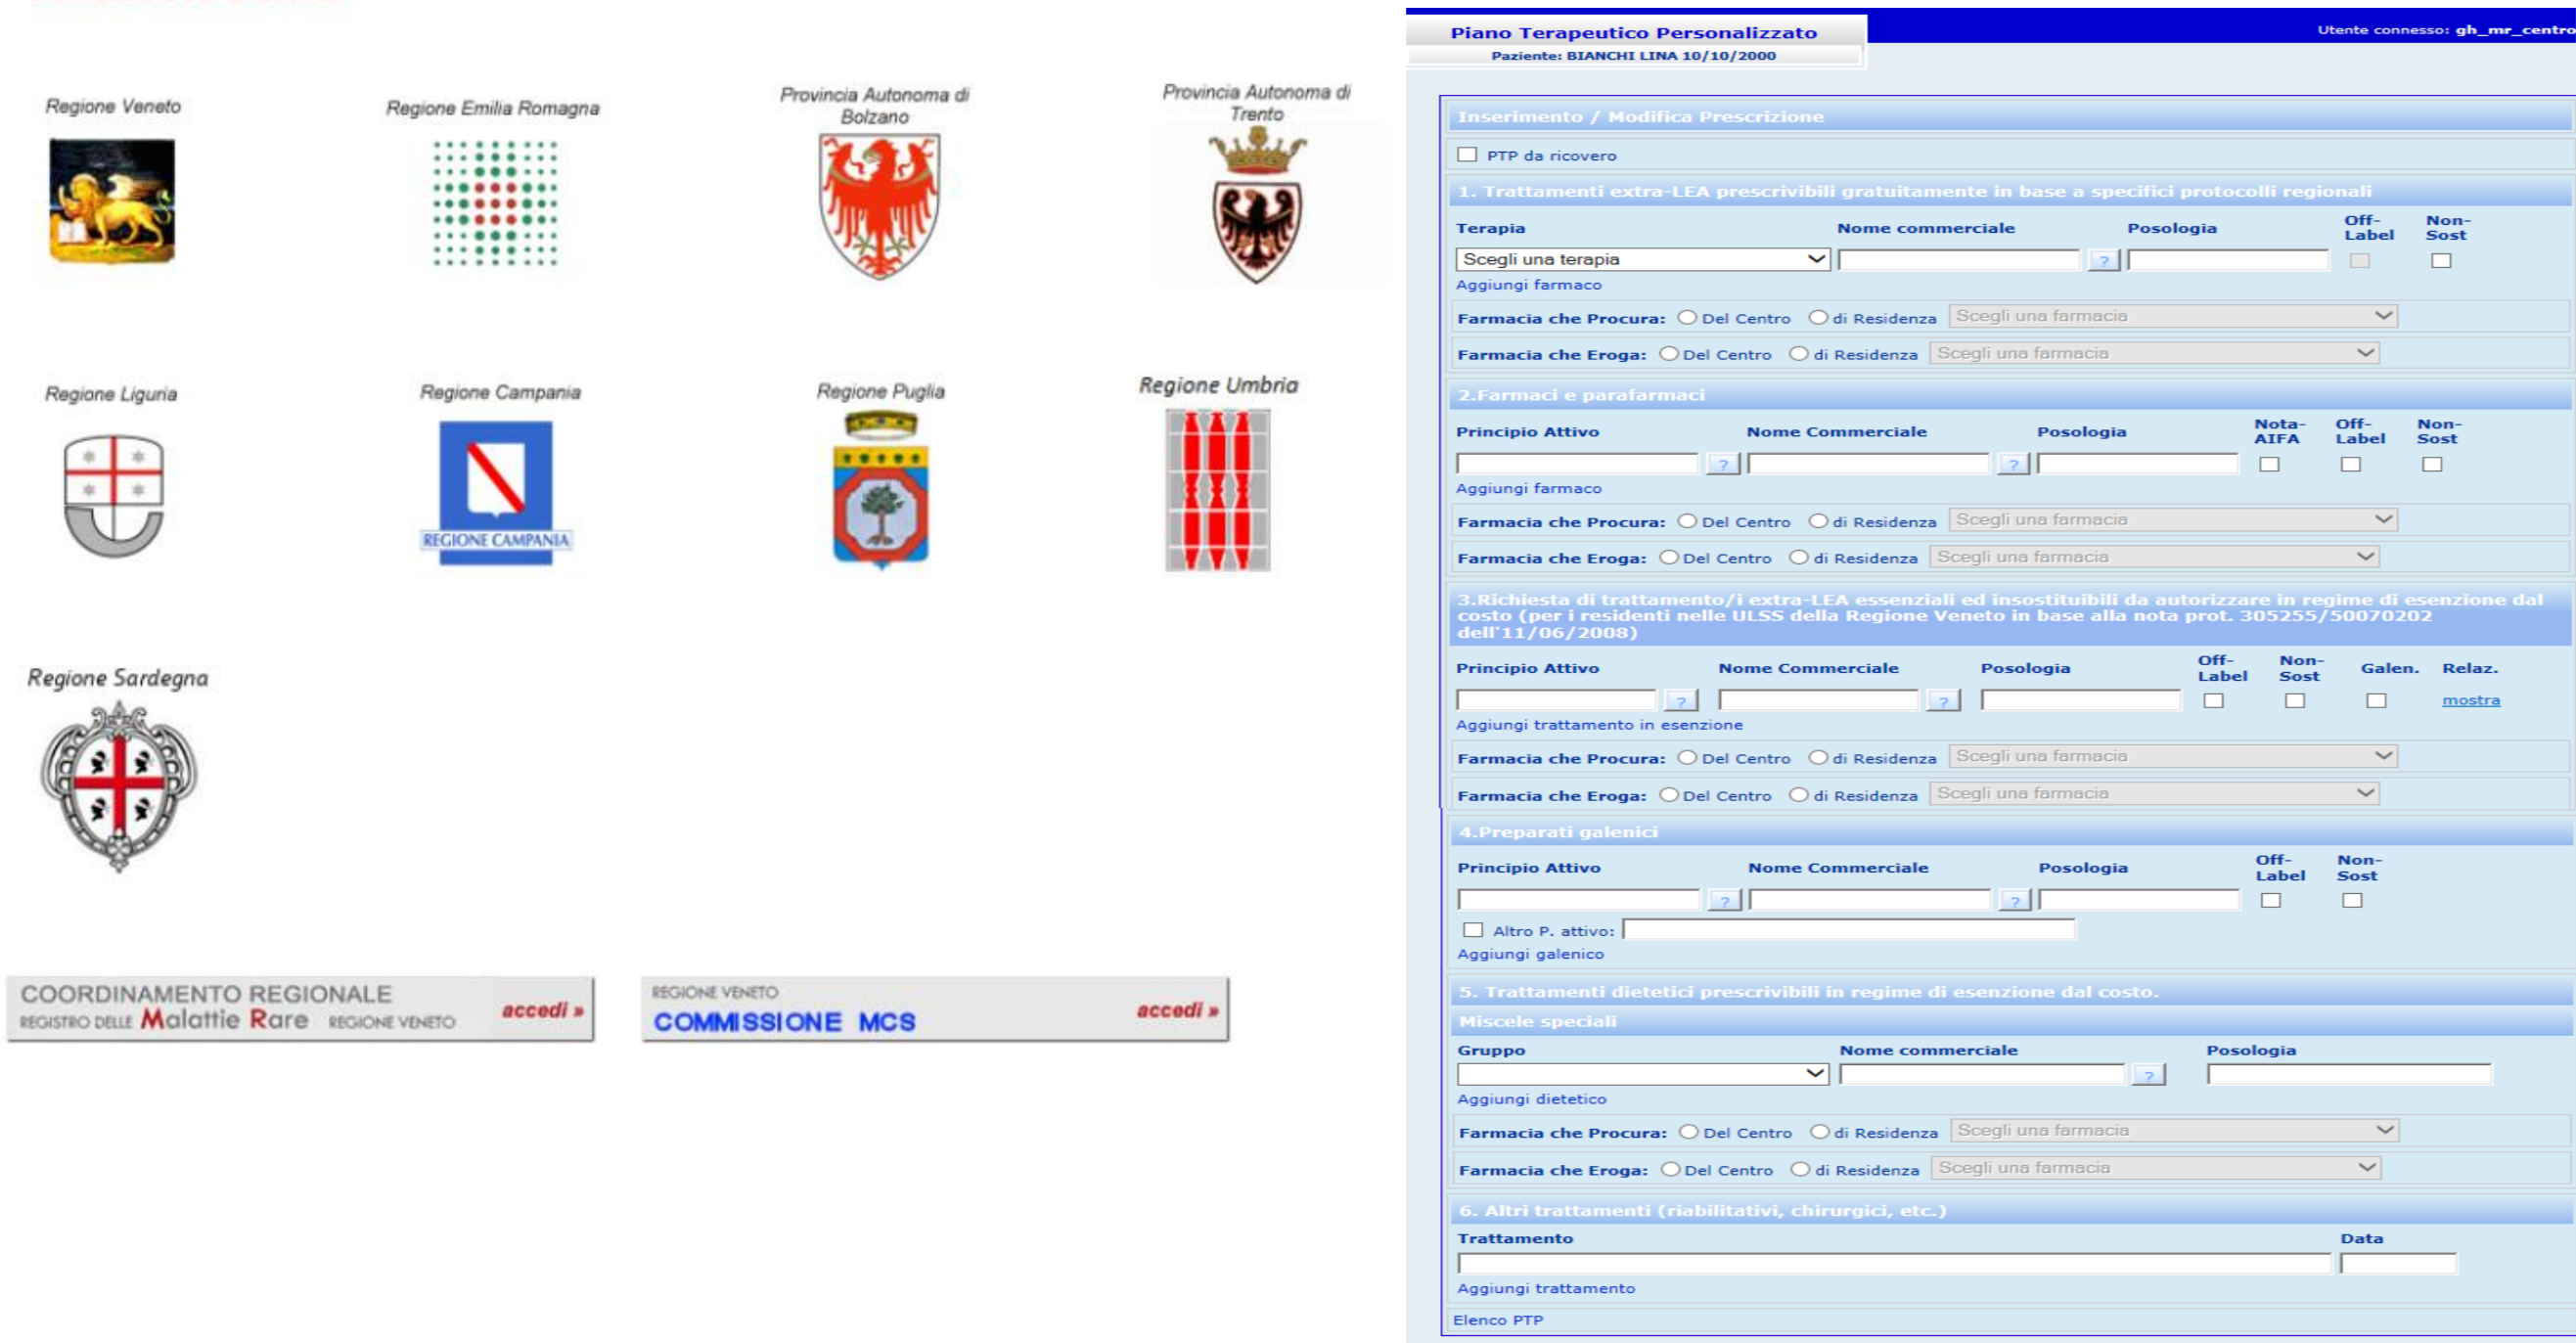 Regione Veneto
Regione Emilia Romagna
Provincia Autonoma di
Bolzano
Provincia Autonoma di
Trento
Regione Liguria
Regione Campania
REGIONE CAMPANIA
Regione Puglia
Regione Umbria
Regione Sardegna
COORDINAMENTO REGIONALE
REGISTRO DELLE Malattie Rare REGIONE VENETO
accedi »
REGIONE VENETO
COMMISSIONE MCS
accedi »
Piano Terapeutico Personalizzato
Utente connesso: gh_mr_centro
Paziente: BIANCHI LINA 10/10/2000
Inserimento / Modifica Prescrizione
PTP da ricovero
1. Trattamenti extra-LEA prescrivibili gratuitamente in base a specifici protocolli regionali
Terapia Nome commerciale Posologia Off-Label Non-Sost
Scegli una terapia ?
Aggiungi farmaco
Farmacia che Procura: Del Centro di Residenza Scegli una farmacia
Farmacia che Eroga: Del Centro di Residenza Scegli una farmacia
2.Farmaci e parafarmaci
Principio Attivo Nome Commerciale Posologia Nota-AIFA Off-Label Non-Sost
? ?
Aggiungi farmaco
Farmacia che Procura: Del Centro di Residenza Scegli una farmacia
Farmacia che Eroga: Del Centro di Residenza Scegli una farmacia
3.Richiesta di trattamento/i extra-LEA essenziali ed insostituibili da autorizzare in regime di esenzione dal
costo (per i residenti nelle ULSS della Regione Veneto in base alla nota prot. 305255/50070202
dell'11/06/2008)
Principio Attivo Nome Commerciale Posologia Off-Label Non-Sost Galen. Relaz.
? ? mostra
Aggiungi trattamento in esenzione
Farmacia che Procura: Del Centro di Residenza Scegli una farmacia
Farmacia che Eroga: Del Centro di Residenza Scegli una farmacia
4.Preparati galenici
Principio Attivo Nome Commerciale Posologia Off-Label Non-Sost
? ?
Altro P. attivo:
Aggiungi galenico
5. Trattamenti dietetici prescrivibili in regime di esenzione dal costo.
Miscele speciali
Gruppo Nome commerciale Posologia
?
Aggiungi dietetico
Farmacia che Procura: Del Centro di Residenza Scegli una farmacia
Farmacia che Eroga: Del Centro di Residenza Scegli una farmacia
6. Altri trattamenti (riabilitativi, chirurgici, etc.)
Trattamento Data
Aggiungi trattamento
Elenco PTP